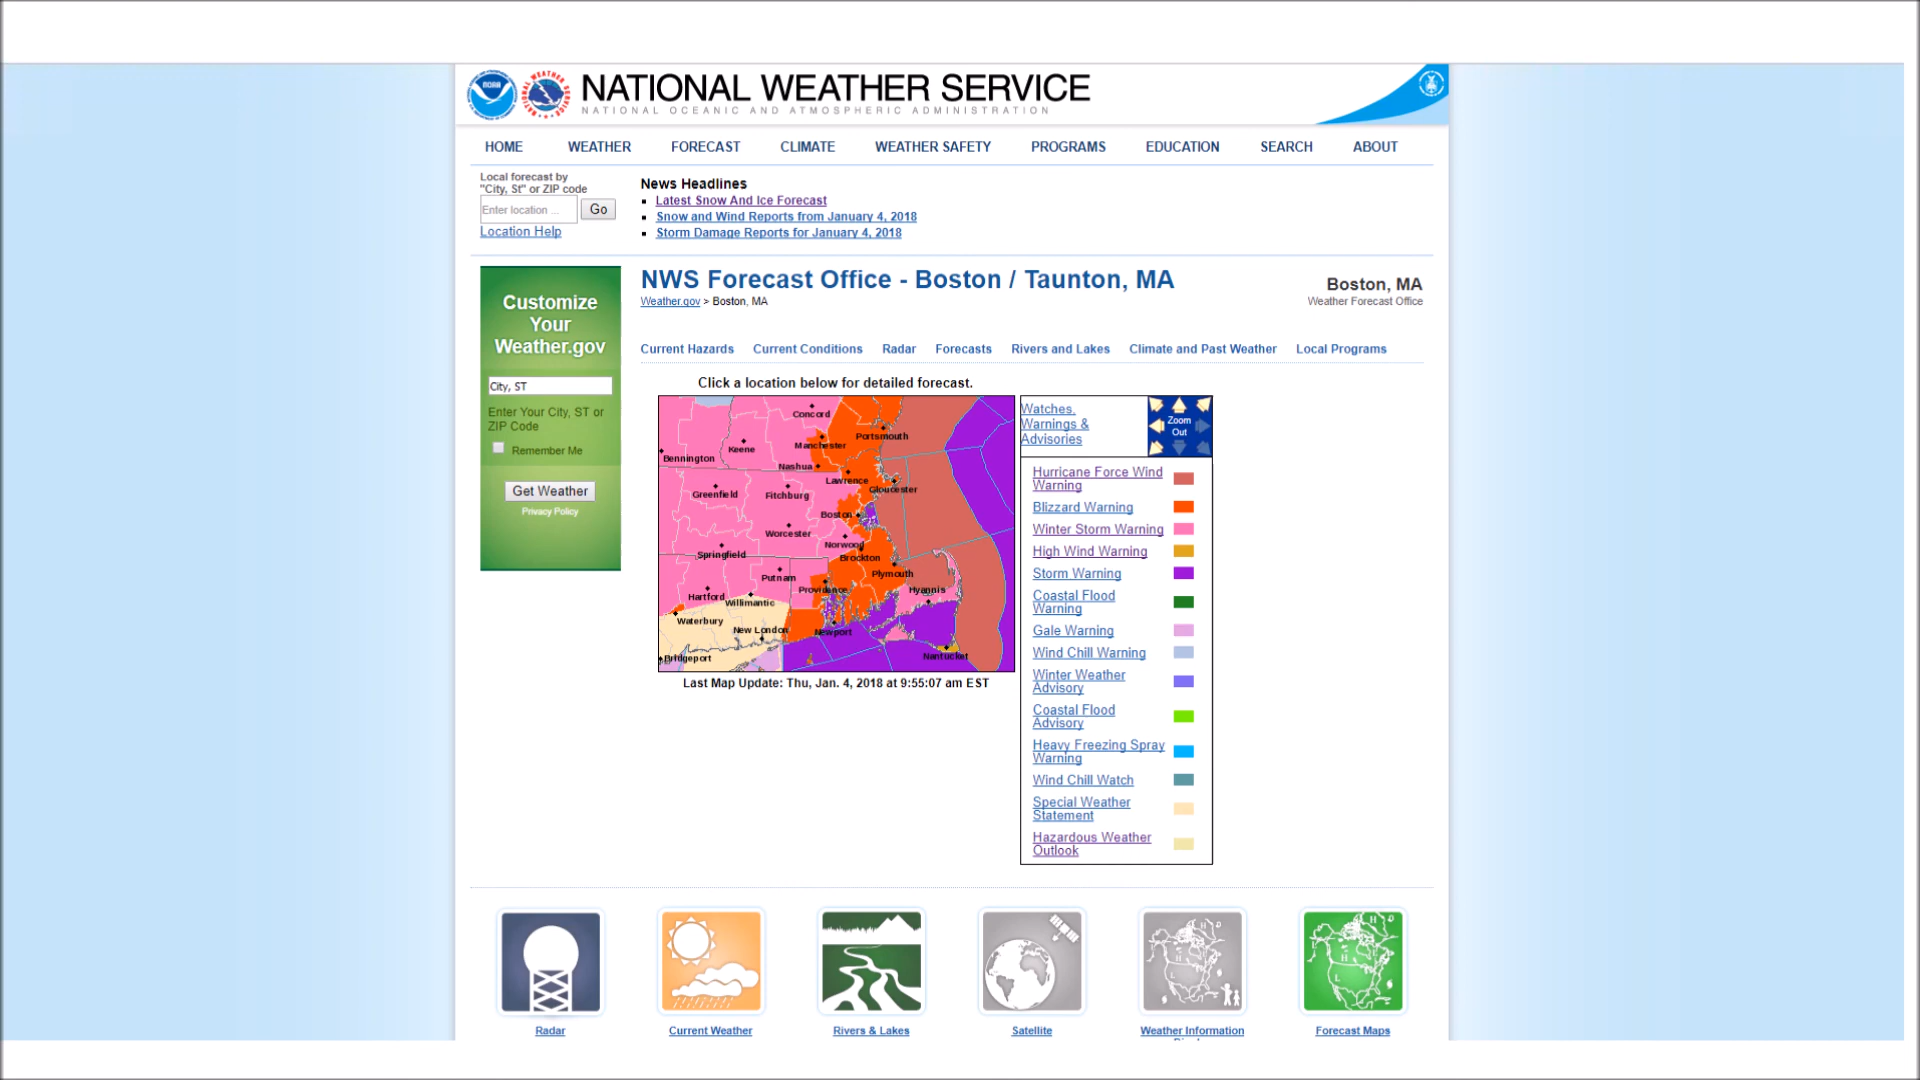 NATIONAL WEATHER SERVICE
NATIONAL OCEANIC AND ATMOSPHERIC ADMINISTRATION
HOME WEATHER FORECAST CLIMATE WEATHER SAFETY PROGRAMS EDUCATION SEARCH ABOUT
Local forecast by
"City, St" or ZIP code
Enter location ...
Go
Location Help
News Headlines
Latest Snow And Ice Forecast
Snow and Wind Reports from January 4, 2018
Storm Damage Reports for January 4, 2018
Customize
Your
Weather.gov
City, ST
Enter Your City, ST or
ZIP Code
Remember Me
Get Weather
Privacy Policy
NWS Forecast Office - Boston / Taunton, MA
Weather.gov > Boston, MA
Boston, MA
Weather Forecast Office
Current Hazards Current Conditions Radar Forecasts Rivers and Lakes Climate and Past Weather Local Programs
Click a location below for detailed forecast.
Concord
Portsmouth
Manchester
Keene
Bennington
Nashua
Lawrence
Gloucester
Greenfield
Fitchburg
Boston
Worcester
Norwood
Springfield
Brockton
Plymouth
Putnam
Providence
Hyannis
Hartford
Willimantic
Waterbury
New London
Newport
Nantucket
Bridgeport
Last Map Update: Thu, Jan. 4, 2018 at 9:55:07 am EST
Watches,
Warnings &
Advisories
Zoom
Out
Hurricane Force Wind
Warning
Blizzard Warning
Winter Storm Warning
High Wind Warning
Storm Warning
Coastal Flood
Warning
Gale Warning
Wind Chill Warning
Winter Weather
Advisory
Coastal Flood
Advisory
Heavy Freezing Spray
Warning
Wind Chill Watch
Special Weather
Statement
Hazardous Weather
Outlook
Radar
Current Weather
Rivers & Lakes
Satellite
Weather Information
Forecast Maps